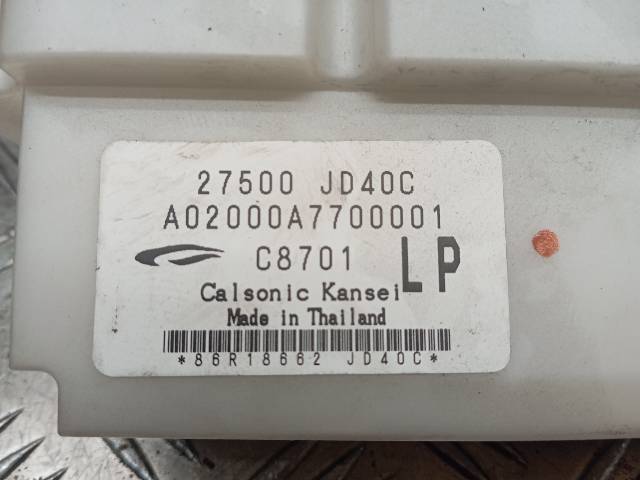 27500 JD40C
A02000A7700001
C8701 LP
Calsonic Kansei
Made in Thailand
*86R18662 JD40C*